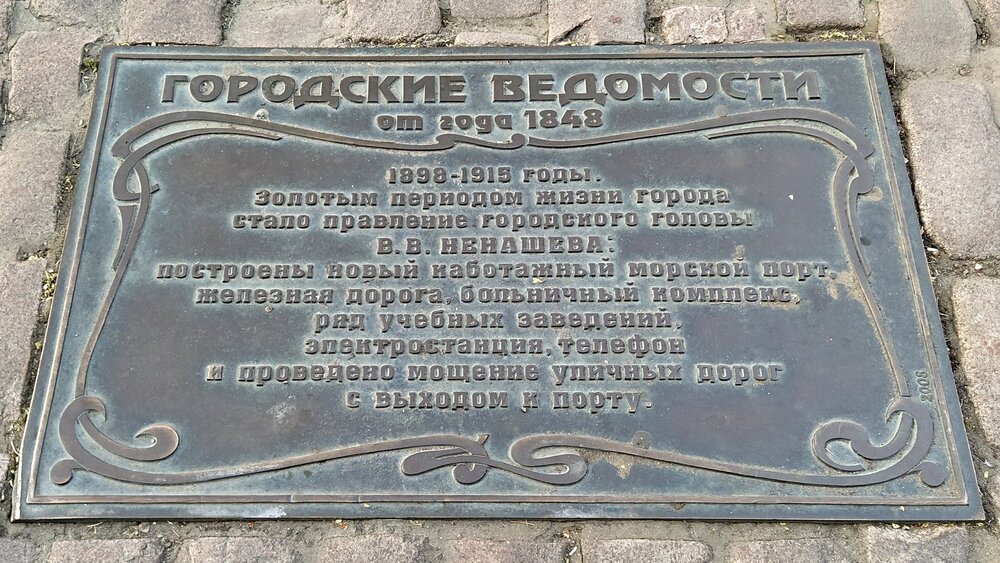 ГОРОДСКИЕ ВЕДОМОСТИ
от года 1848
1898-1915 годы.
Золотым периодом жизни города
стало правление городского головы
В.В. НЕНАШЕВА:
построены новый каботажный морской порт,
железная дорога, больничный комплекс,
ряд учебных заведений,
электростанция, телефон
и проведено мощение уличных дорог
с выходом к порту.
2008